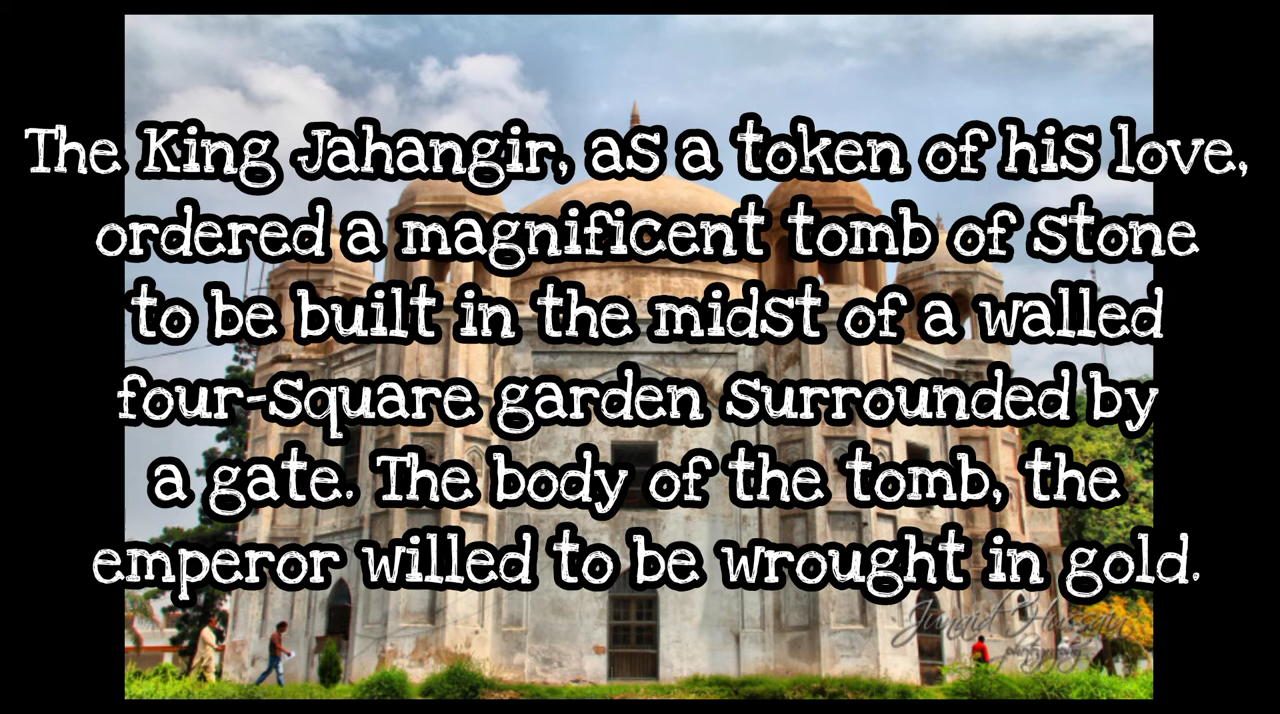 The King Jahangir, as a token of his love,
ordered a magnificent tomb of stone
to be built in the midst of a walled
four-square garden surrounded by
a gate. The body of the tomb, the
emperor willed to be wrought in gold.
Junaid Hussain